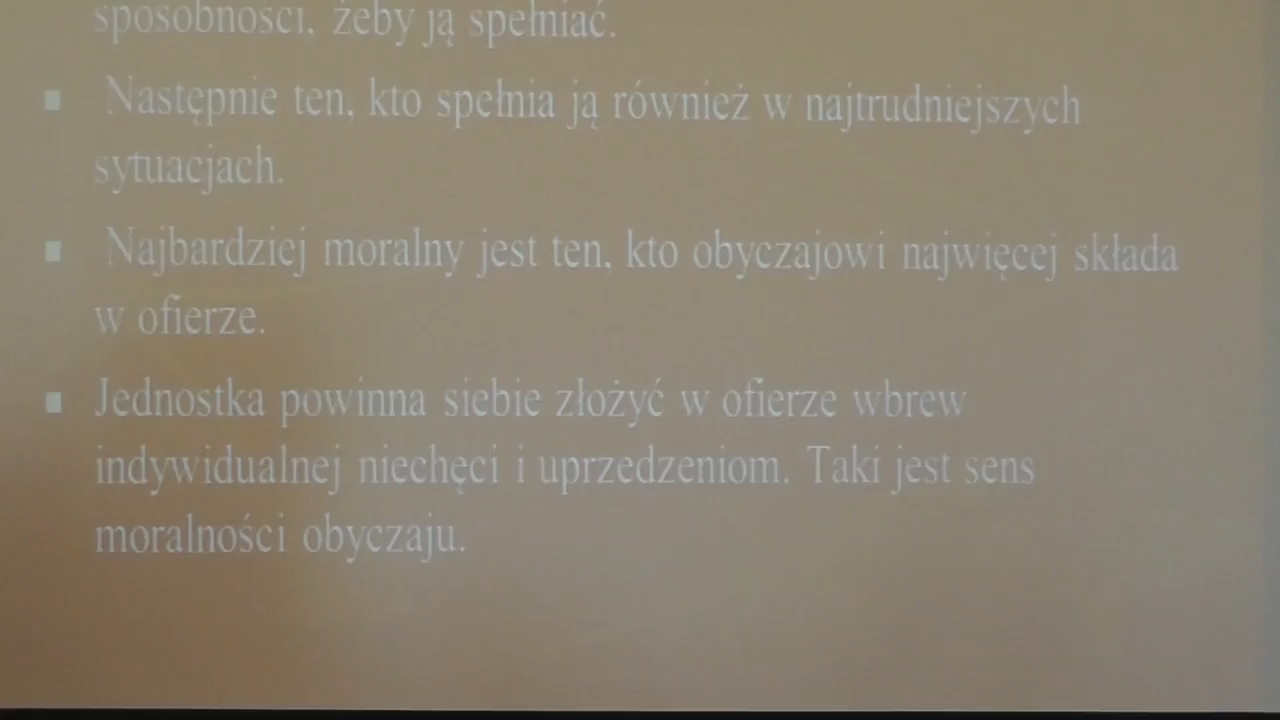 sposobności, żeby ją spełniać.
▪ Następnie ten, kto spełnia ją również w najtrudniejszych
sytuacjach.
▪ Najbardziej moralny jest ten, kto obyczajowi najwięcej składa
w ofierze.
▪ Jednostka powinna siebie złożyć w ofierze wbrew
indywidualnej niechęci i uprzedzeniom. Taki jest sens
moralności obyczaju.